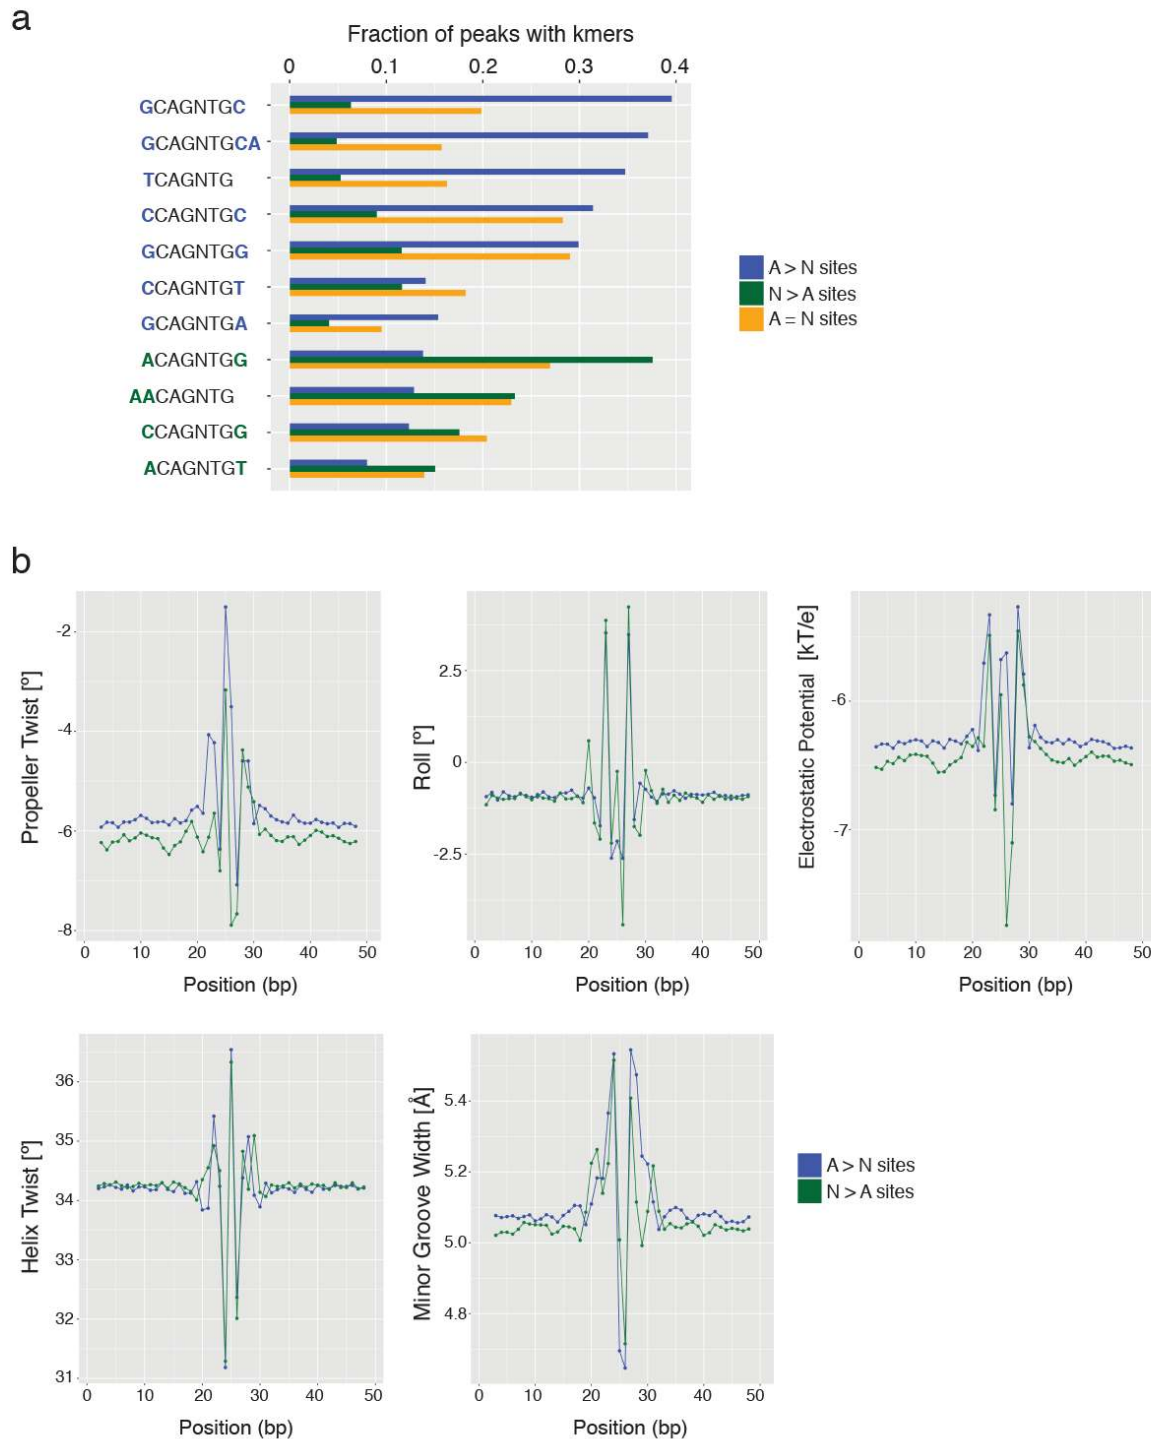 a
Fraction of peaks with kmers
0 0.1 0.2 0.3 0.4
GCAGNTGC
GCAGNTGCA
TCAGNTG
CCAGNTGC
GCAGNTGG
CCAGNTGT
GCAGNTGA
ACAGNTGG
AACAGNTG
CCAGNTGG
ACAGNTGT
A > N sites
N > A sites
A = N sites
b
Propeller Twist [º]
-2
-4
-6
-8
0 10 20 30 40 50
Position (bp)
Roll [º]
2.5
0
-2.5
0 10 20 30 40 50
Position (bp)
Electrostatic Potential [kT/e]
-6
-7
0 10 20 30 40 50
Position (bp)
Helix Twist [º]
36
35
34
33
32
31
0 10 20 30 40 50
Position (bp)
Minor Groove Width [Å]
5.4
5.2
5.0
4.8
0 10 20 30 40 50
Position (bp)
A > N sites
N > A sites